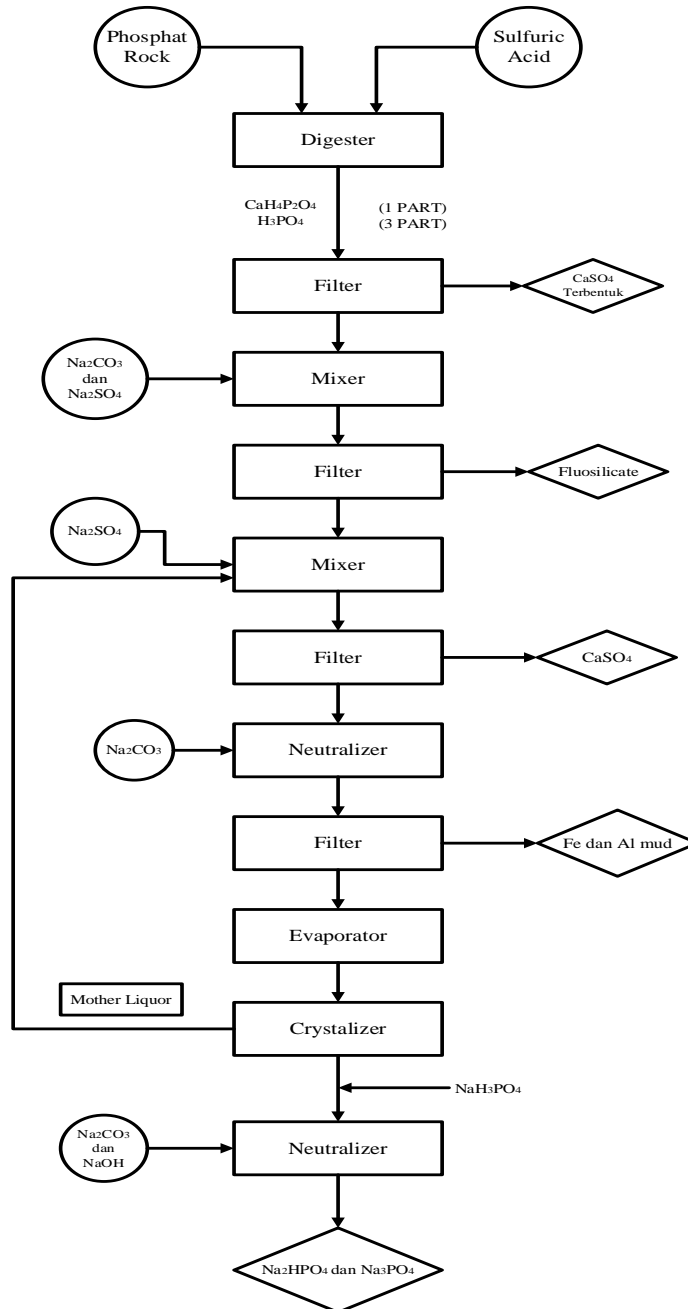 Phosphat
Rock
Sulfuric
Acid
Digester
CaH4P2O4
H3PO4
(1 PART)
(3 PART)
Filter
CaSO4
Terbentuk
Na2CO3
dan
Na2SO4
Mixer
Filter
Fluosilicate
Na2SO4
Mixer
Filter
CaSO4
Na2CO3
Neutralizer
Filter
Fe dan Al mud
Evaporator
Mother Liquor
Crystalizer
NaH3PO4
Na2CO3
dan
NaOH
Neutralizer
Na2HPO4 dan Na3PO4